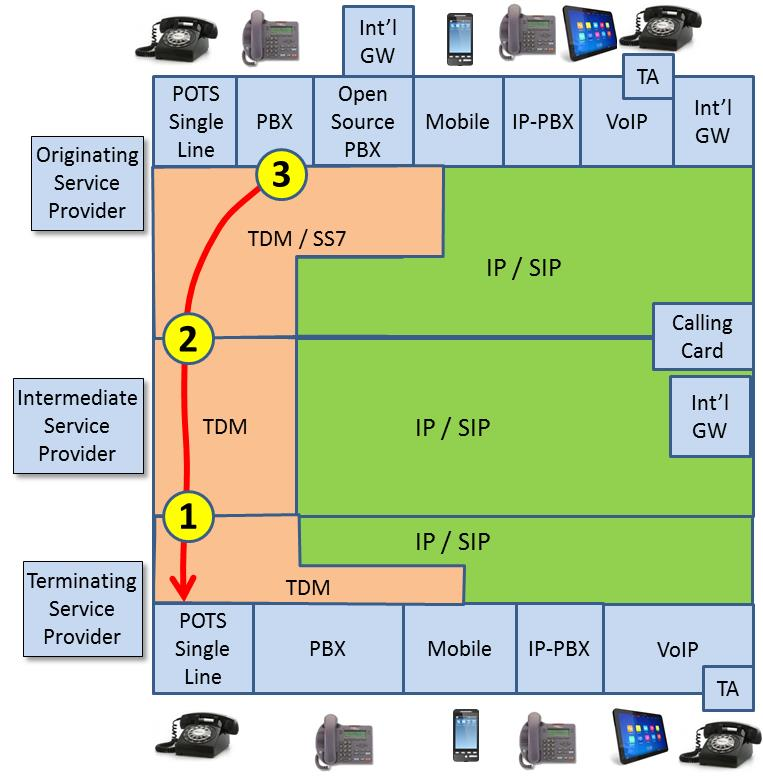 Int'l
GW
TA
POTS
Single
Line
PBX
Open
Source
PBX
Mobile
IP-PBX
VoIP
Int'l
GW
Originating
Service
Provider
3
TDM / SS7
IP / SIP
2
Calling
Card
Intermediate
Service
Provider
TDM
IP / SIP
Int'l
GW
1
IP / SIP
TDM
Terminating
Service
Provider
POTS
Single
Line
PBX
Mobile
IP-PBX
VoIP
TA